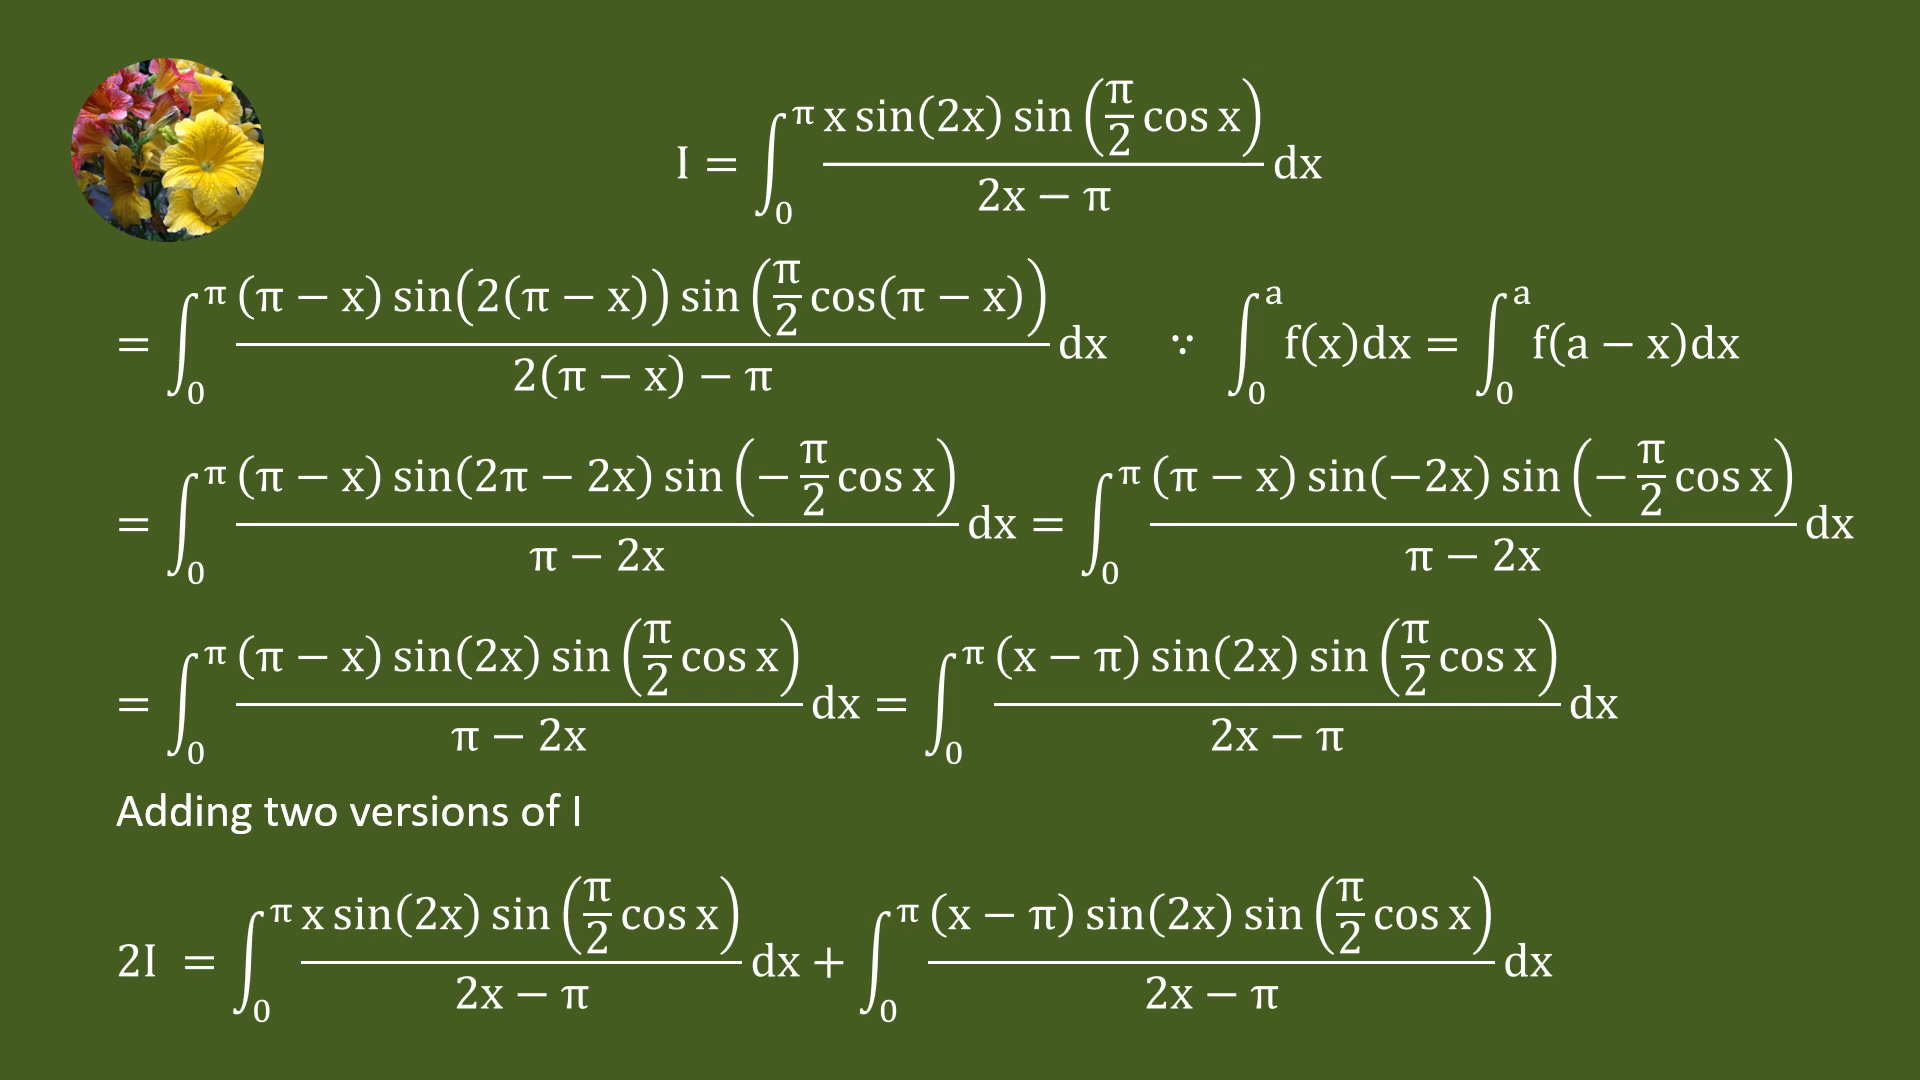 I = ∫₀^π (x sin(2x) sin(π/2 cos x))/(2x − π) dx
= ∫₀^π ((π − x) sin(2(π − x)) sin(π/2 cos(π − x)))/(2(π − x) − π) dx ∵ ∫₀^a f(x)dx = ∫₀^a f(a − x)dx
= ∫₀^π ((π − x) sin(2π − 2x) sin(−π/2 cos x))/(π − 2x) dx = ∫₀^π ((π − x) sin(−2x) sin(−π/2 cos x))/(π − 2x) dx
= ∫₀^π ((π − x) sin(2x) sin(π/2 cos x))/(π − 2x) dx = ∫₀^π ((x − π) sin(2x) sin(π/2 cos x))/(2x − π) dx
Adding two versions of I
2I = ∫₀^π (x sin(2x) sin(π/2 cos x))/(2x − π) dx + ∫₀^π ((x − π) sin(2x) sin(π/2 cos x))/(2x − π) dx